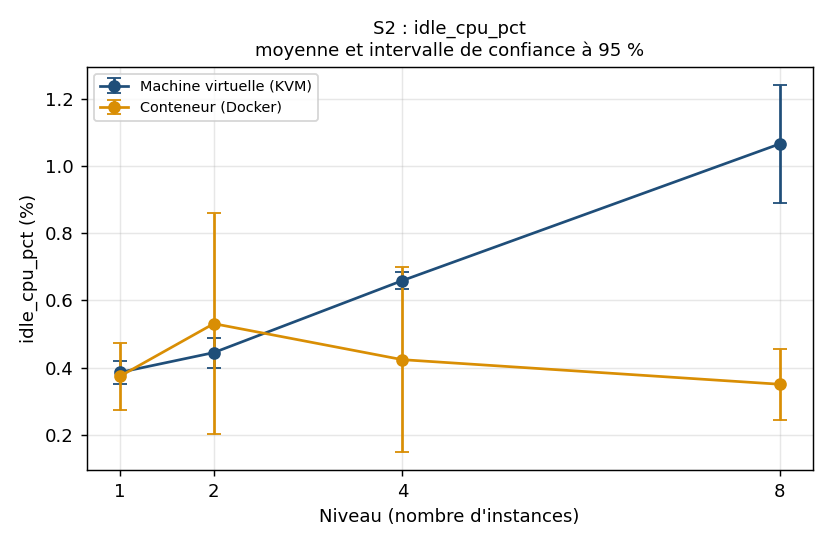 S2 : idle_cpu_pct
moyenne et intervalle de confiance à 95 %
Machine virtuelle (KVM)
Conteneur (Docker)
idle_cpu_pct (%)
1.2
1.0
0.8
0.6
0.4
0.2
1 2 4 8
Niveau (nombre d'instances)